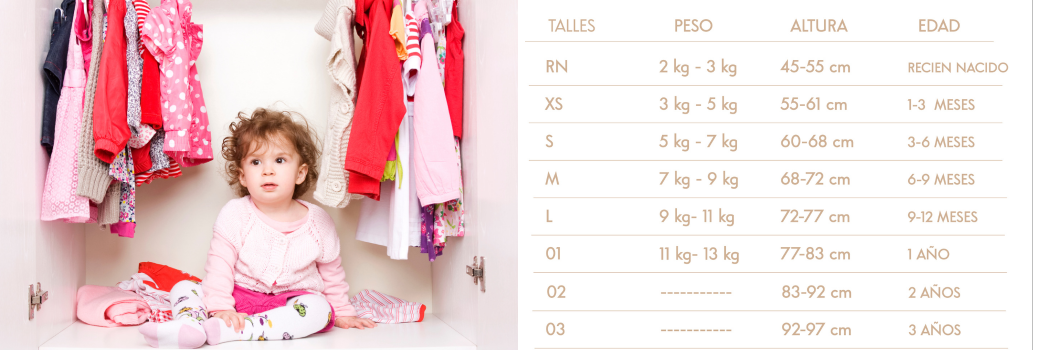 TALLES PESO ALTURA EDAD
RN 2 kg - 3 kg 45-55 cm RECIEN NACIDO
XS 3 kg - 5 kg 55-61 cm 1-3 MESES
S 5 kg - 7 kg 60-68 cm 3-6 MESES
M 7 kg - 9 kg 68-72 cm 6-9 MESES
L 9 kg- 11 kg 72-77 cm 9-12 MESES
01 11 kg- 13 kg 77-83 cm 1 AÑO
02 ----------- 83-92 cm 2 AÑOS
03 ----------- 92-97 cm 3 AÑOS